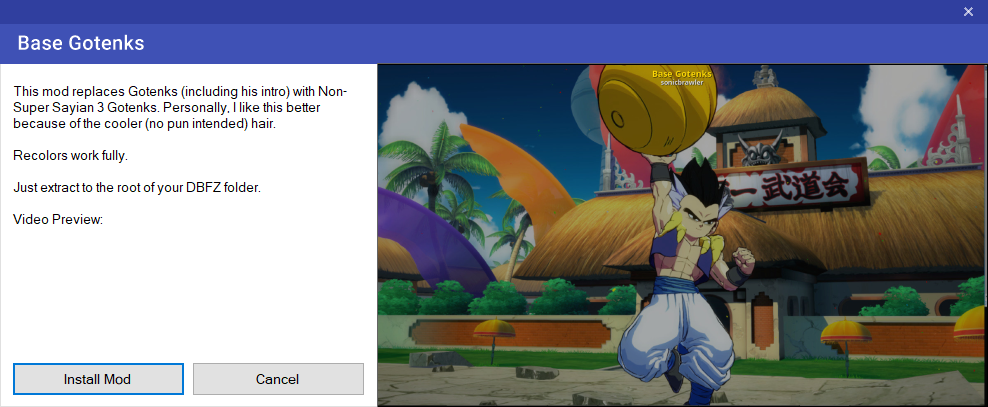 Base Gotenks
This mod replaces Gotenks (including his intro) with Non-
Super Sayian 3 Gotenks. Personally, I like this better
because of the cooler (no pun intended) hair.
Recolors work fully.
Just extract to the root of your DBFZ folder.
Video Preview:
Install Mod
Cancel
Base Gotenks
sonicbrawler
一武道会